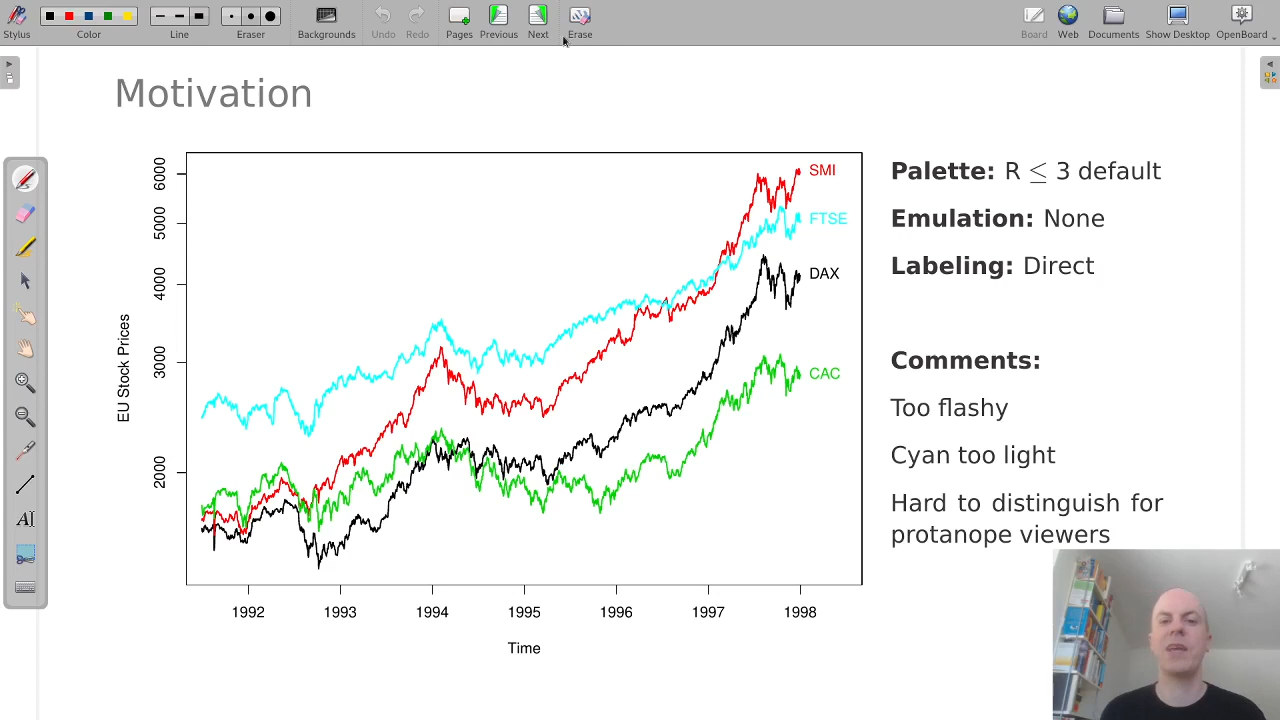 Stylus
Color
Line
Eraser
Backgrounds
Undo
Redo
Pages
Previous
Next
Erase
Board
Web
Documents
Show Desktop
OpenBoard
Motivation
EU Stock Prices
6000
5000
4000
3000
2000
SMI
FTSE
DAX
CAC
1992
1993
1994
1995
1996
1997
1998
Time
Palette: R ≤ 3 default
Emulation: None
Labeling: Direct
Comments:
Too flashy
Cyan too light
Hard to distinguish for
protanope viewers
AI